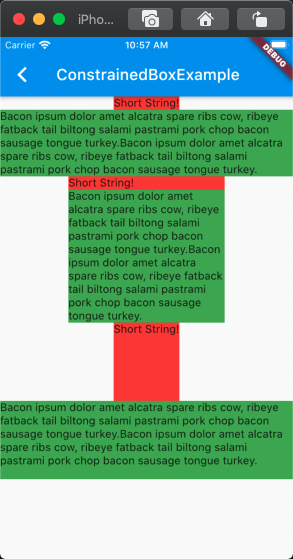 iPho...
Carrier 10:57 AM
DEBUG
ConstrainedBoxExample
Short String!
Bacon ipsum dolor amet alcatra spare ribs cow, ribeye
fatback tail biltong salami pastrami pork chop bacon
sausage tongue turkey.Bacon ipsum dolor amet alcatra
spare ribs cow, ribeye fatback tail biltong salami
pastrami pork chop bacon sausage tongue turkey.
Short String!
Bacon ipsum dolor amet
alcatra spare ribs cow, ribeye
fatback tail biltong salami
pastrami pork chop bacon
sausage tongue turkey.Bacon
ipsum dolor amet alcatra
spare ribs cow, ribeye fatback
tail biltong salami pastrami
pork chop bacon sausage
tongue turkey.
Short String!
Bacon ipsum dolor amet alcatra spare ribs cow, ribeye
fatback tail biltong salami pastrami pork chop bacon
sausage tongue turkey.Bacon ipsum dolor amet alcatra
spare ribs cow, ribeye fatback tail biltong salami
pastrami pork chop bacon sausage tongue turkey.